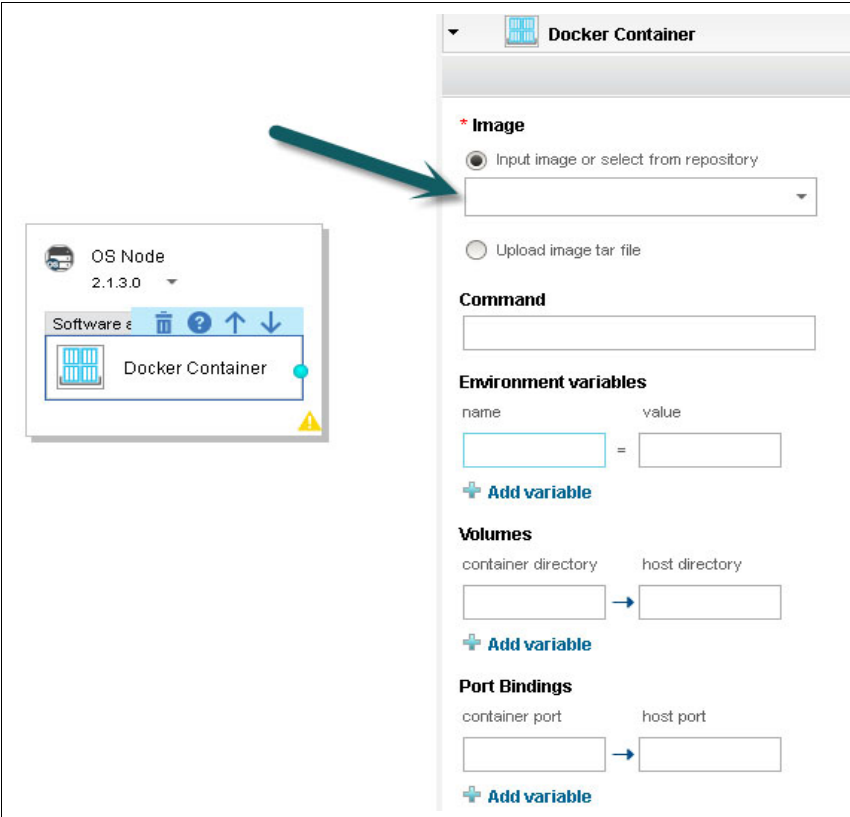 OS Node
2.1.3.0
Software a
Docker Container
Docker Container
* Image
Input image or select from repository
Upload image tar file
Command
Environment variables
name value
=
Add variable
Volumes
container directory host directory
Add variable
Port Bindings
container port host port
Add variable